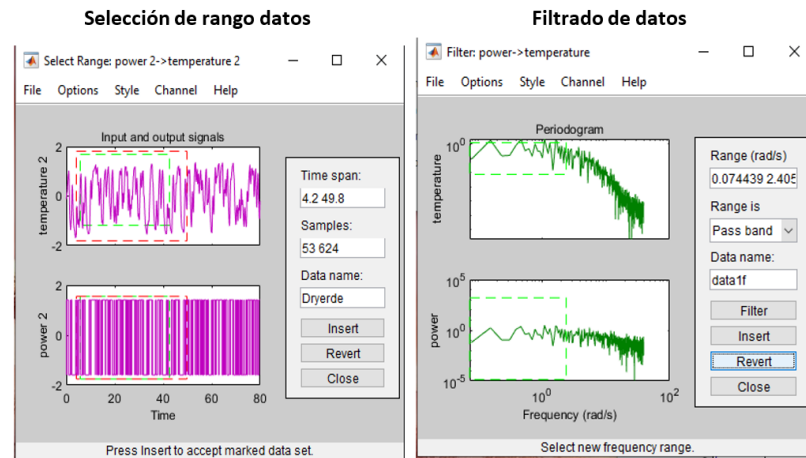 Selección de rango datos
Select Range: power 2->temperature 2
File Options Style Channel Help
Input and output signals
temperature 2
2
0
-2
power 2
2
0
-2
0 20 40 60 80
Time
Time span:
4.2 49.8
Samples:
53 624
Data name:
Dryerde
Insert
Revert
Close
Press Insert to accept marked data set.
Filtrado de datos
Filter: power->temperature
File Options Style Channel Help
Periodogram
temperature
10^0
power
10^5
10^0
10^-5
10^0 10^2
Frequency (rad/s)
Range (rad/s)
0.074439 2.405
Range is
Pass band
Data name:
data1f
Filter
Insert
Revert
Close
Select new frequency range.